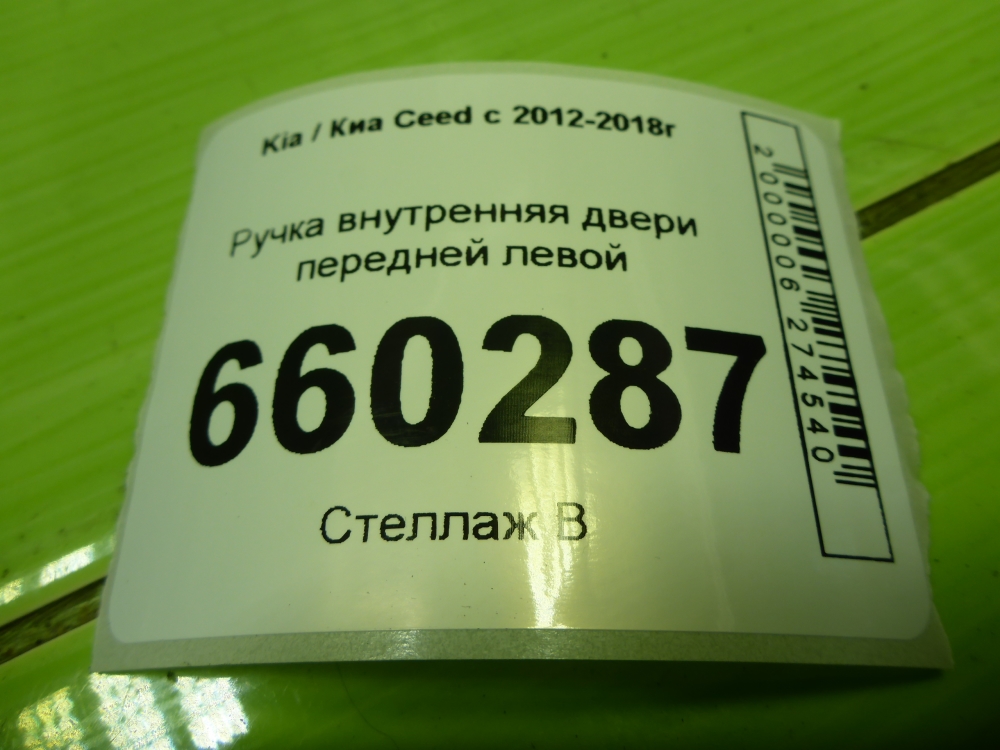 Kia / Киа Ceed с 2012-2018г
Ручка внутренняя двери
передней левой
660287
Стеллаж В
2000006274540